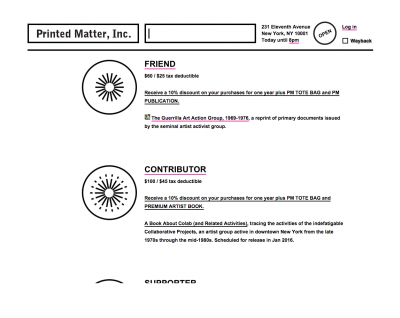 Printed Matter, Inc.
231 Eleventh Avenue
New York, NY 10001
Today until 8pm
OPEN
Log in
Wayback
FRIEND
$60 / $25 tax deductible
Receive a 10% discount on your purchases for one year plus PM TOTE BAG and PM
PUBLICATION.
The Guerrilla Art Action Group, 1969-1976, a reprint of primary documents issued
by the seminal artist activist group.
CONTRIBUTOR
$100 / $45 tax deductible
Receive a 10% discount on your purchases for one year plus PM TOTE BAG and
PREMIUM ARTIST BOOK.
A Book About Colab (and Related Activities), tracing the activities of the indefatigable
Collaborative Projects, an artist group active in downtown New York from the late
1970s through the mid-1980s. Scheduled for release in Jan 2016.
SUPPORTER